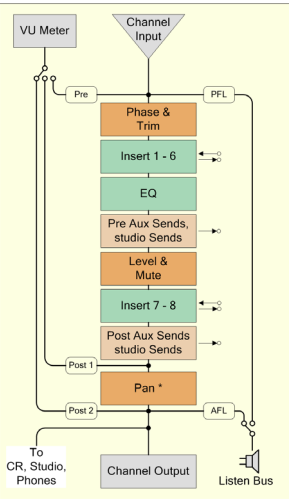 VU Meter
Channel
Input
Pre
PFL
Phase &
Trim
Insert 1 - 6
EQ
Pre Aux Sends,
studio Sends
Level &
Mute
Insert 7 - 8
Post Aux Sends
studio Sends
Post 1
Pan *
Post 2
AFL
To
CR, Studio,
Phones
Channel Output
Listen Bus